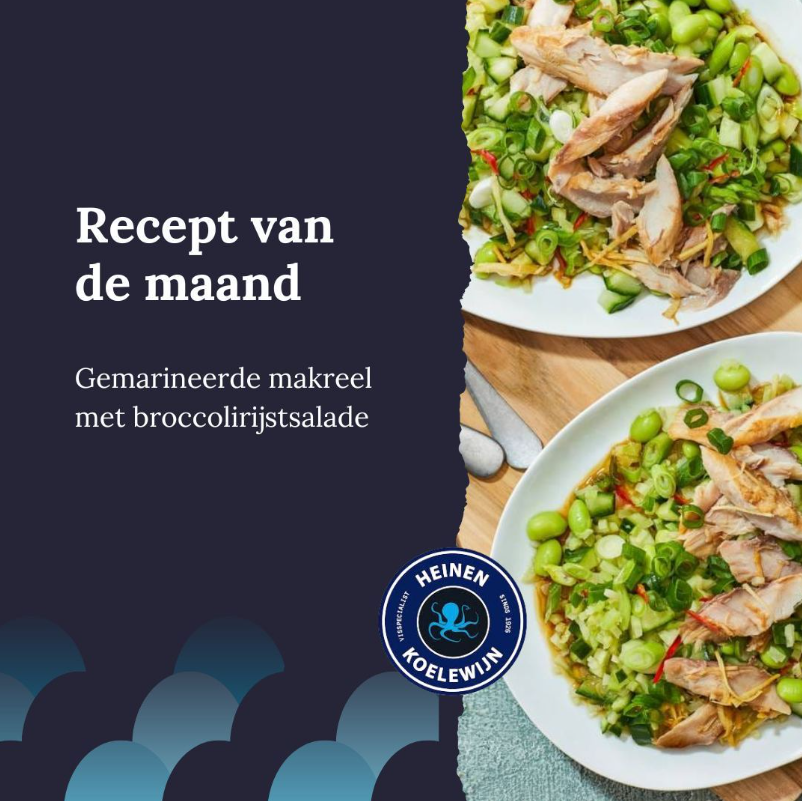 Recept van
de maand
Gemarineerde makreel
met broccolirijstsalade
HEINEN
VISSPECIALIST
SINDS 1926
KOELEWIJN